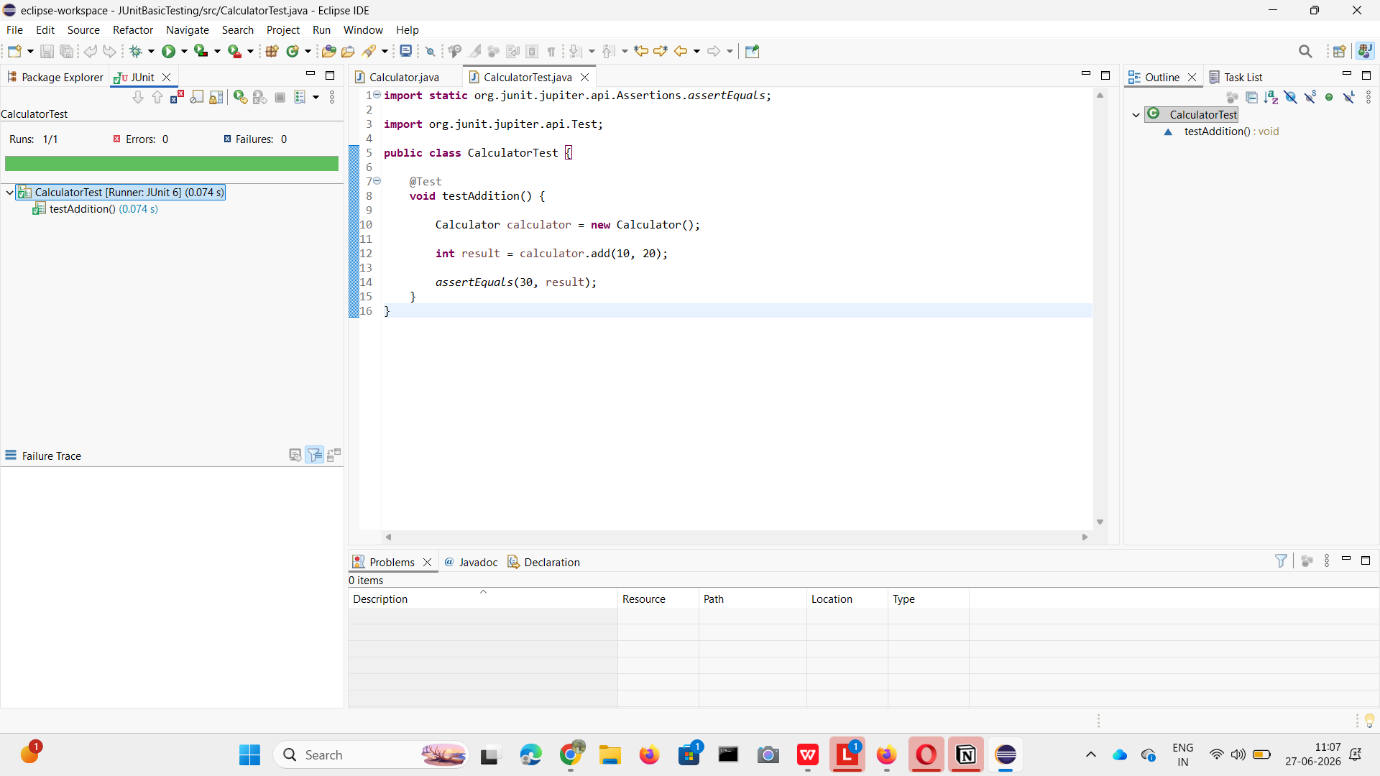 eclipse-workspace - JUnitBasicTesting/src/CalculatorTest.java - Eclipse IDE
File Edit Source Refactor Navigate Search Project Run Window Help
Package Explorer JUnit
CalculatorTest
Runs: 1/1 Errors: 0 Failures: 0
CalculatorTest [Runner: JUnit 6] (0.074 s)
testAddition() (0.074 s)
Failure Trace
Calculator.java CalculatorTest.java
1 import static org.junit.jupiter.api.Assertions.assertEquals;
2
3 import org.junit.jupiter.api.Test;
4
5 public class CalculatorTest {
6
7 @Test
8 void testAddition() {
9
10 Calculator calculator = new Calculator();
11
12 int result = calculator.add(10, 20);
13
14 assertEquals(30, result);
15 }
16 }
Outline Task List
CalculatorTest
testAddition() : void
Problems @ Javadoc Declaration
0 items
Description Resource Path Location Type
1
Search
1
L 1
ENG
IN
11:07
27-06-2026